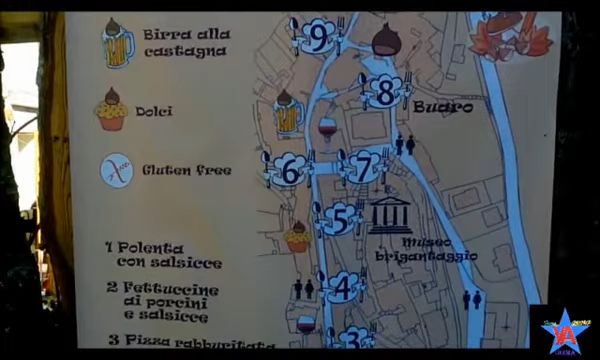 Birra alla
castagna
Dolci
Gluten free
1 Polenta
con salsicce
2 Fettuccine
ai porcini
e salsicce
3 Pizza rabburitata
9
8
Buaro
6
7
5
Museo
brigantaggio
4
3